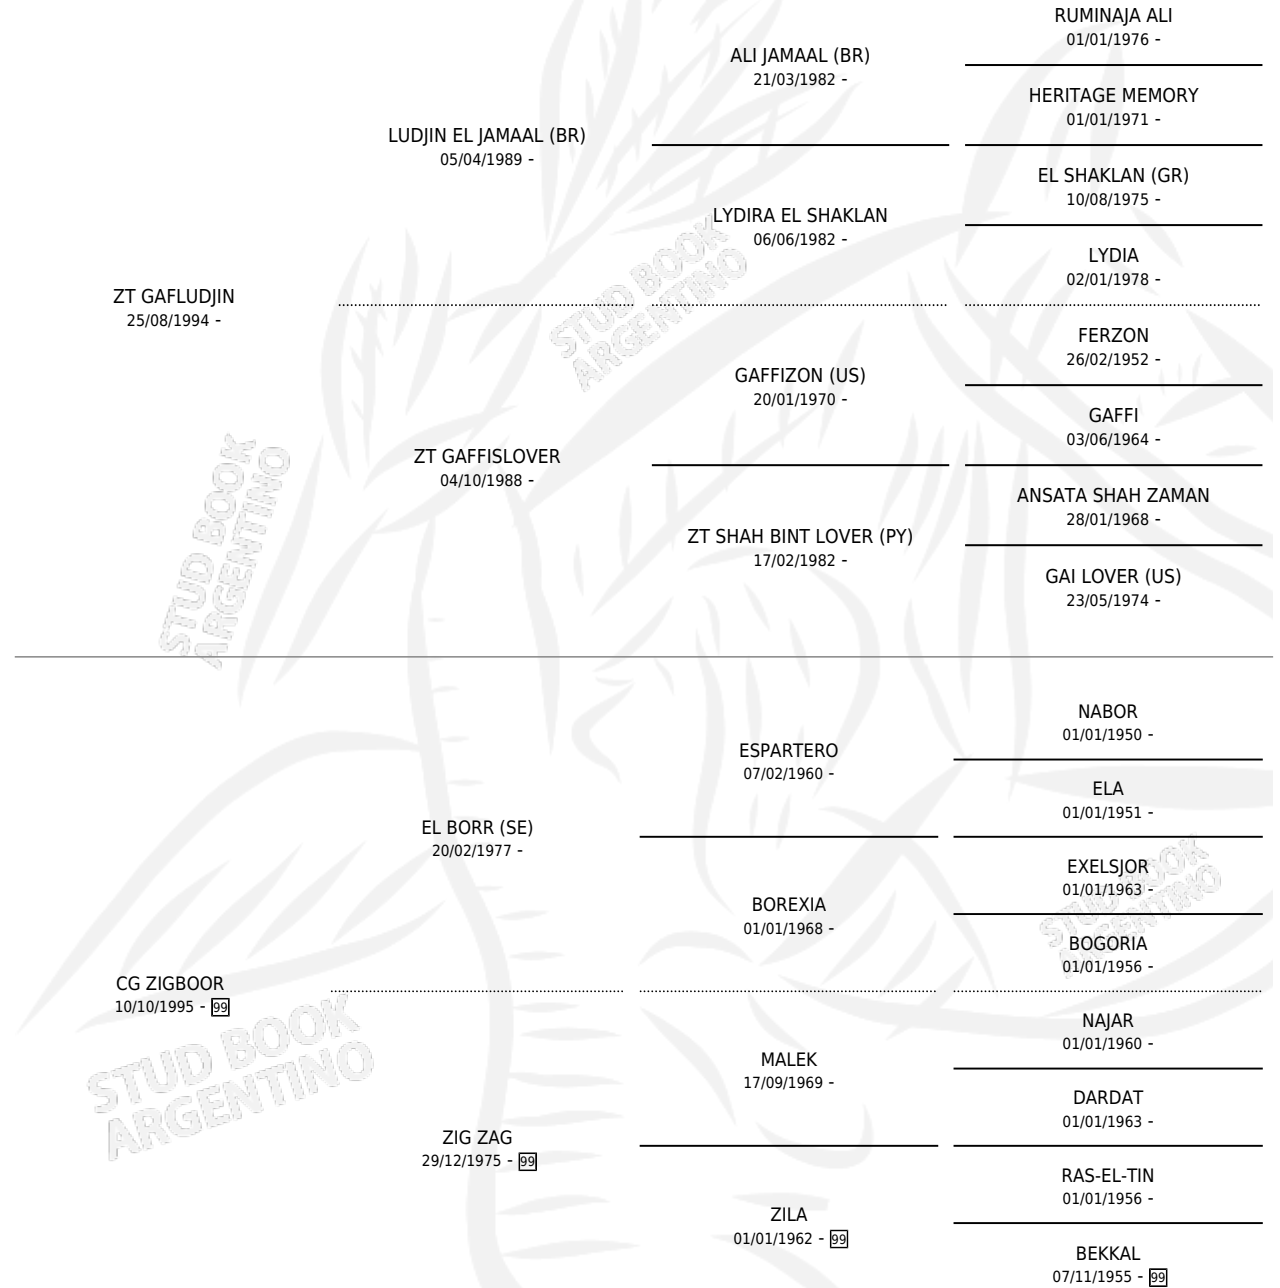 RUMINAJA ALI
01/01/1976 -
ALI JAMAAL (BR)
21/03/1982 -
HERITAGE MEMORY
01/01/1971 -
LUDJIN EL JAMAAL (BR)
05/04/1989 -
EL SHAKLAN (GR)
10/08/1975 -
LYDIRA EL SHAKLAN
06/06/1982 -
LYDIA
02/01/1978 -
ZT GAFLUDJIN
25/08/1994 -
FERZON
26/02/1952 -
GAFFIZON (US)
20/01/1970 -
GAFFI
03/06/1964 -
ZT GAFFISLOVER
04/10/1988 -
ANSATA SHAH ZAMAN
28/01/1968 -
ZT SHAH BINT LOVER (PY)
17/02/1982 -
GAI LOVER (US)
23/05/1974 -
STUD BOOK
ARGENTINO
STUD BOOK
ARGENTINO
NABOR
01/01/1950 -
ESPARTERO
07/02/1960 -
ELA
01/01/1951 -
EL BORR (SE)
20/02/1977 -
EXELSJOR
01/01/1963 -
BOREXIA
01/01/1968 -
BOGORIA
01/01/1956 -
STUD BOOK
ARGENTINO
CG ZIGBOOR
10/10/1995 - 99
NAJAR
01/01/1960 -
MALEK
17/09/1969 -
DARDAT
01/01/1963 -
STUD BOOK
ARGENTINO
ZIG ZAG
29/12/1975 - 99
RAS-EL-TIN
01/01/1956 -
ZILA
01/01/1962 - 99
BEKKAL
07/11/1955 - 99